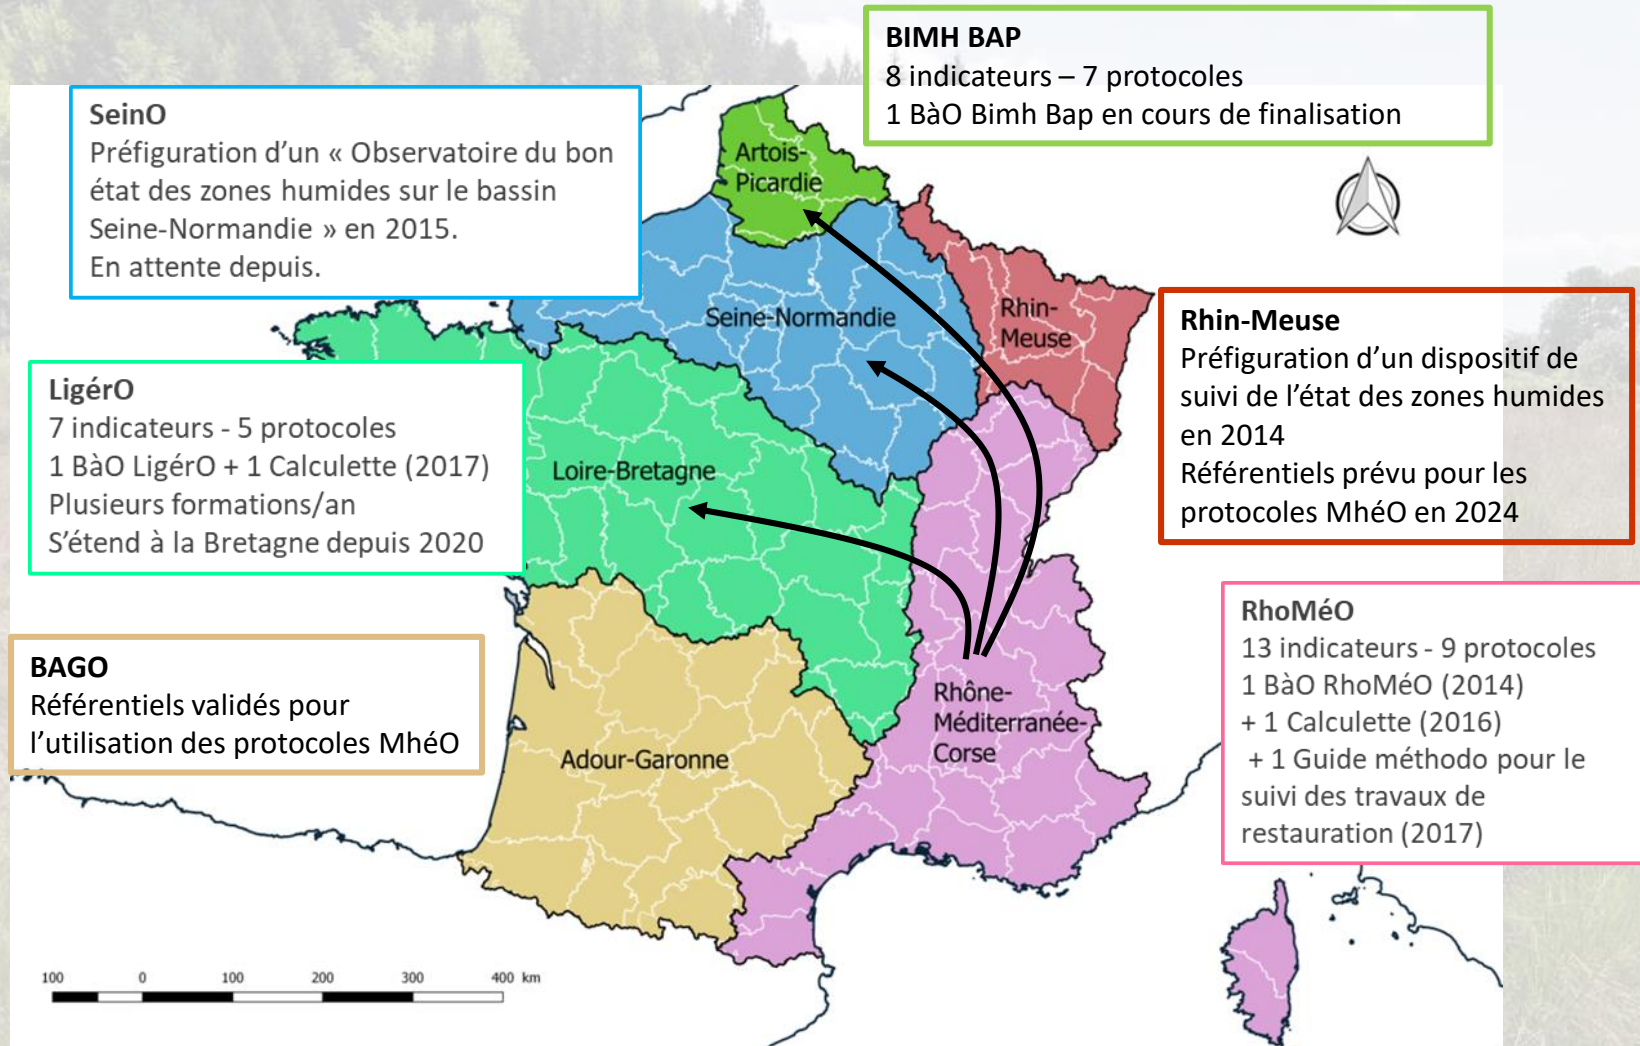 BIMH BAP
8 indicateurs – 7 protocoles
1 BàO Bimh Bap en cours de finalisation
SeinO
Préfiguration d’un « Observatoire du bon
état des zones humides sur le bassin
Seine-Normandie » en 2015.
En attente depuis.
Artois-
Picardie
Seine-Normandie
Rhin-
Meuse
Rhin-Meuse
Préfiguration d’un dispositif de
suivi de l’état des zones humides
en 2014
Référentiels prévu pour les
protocoles MhéO en 2024
LigérO
7 indicateurs - 5 protocoles
1 BàO LigérO + 1 Calculette (2017)
Plusieurs formations/an
S’étend à la Bretagne depuis 2020
Loire-Bretagne
RhoMéO
13 indicateurs - 9 protocoles
1 BàO RhoMéO (2014)
+ 1 Calculette (2016)
+ 1 Guide méthodo pour le
suivi des travaux de
restauration (2017)
BAGO
Référentiels validés pour
l’utilisation des protocoles MhéO
Rhône-
Méditerranée-
Corse
Adour-Garonne
100 0 100 200 300 400 km